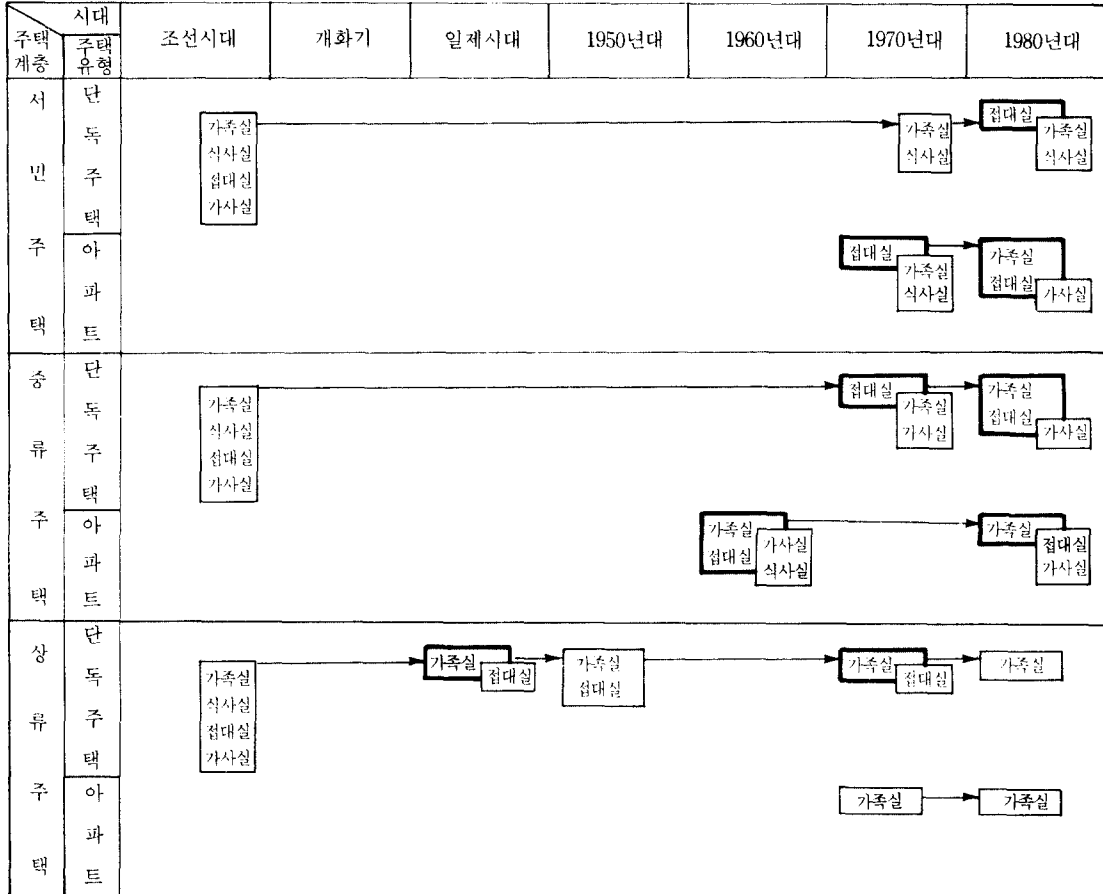 시대
주택계층
주택유형
조선시대 개화기 일제시대 1950년대 1960년대 1970년대 1980년대
서민주택
단독주택
가족실
식사실
접대실
가사실
가족실
식사실
접대실
가족실
식사실
아파트
접대실
가족실
식사실
가족실
접대실
가사실
중류주택
단독주택
가족실
식사실
접대실
가사실
접대실
가족실
가사실
가족실
접대실
가사실
아파트
가족실
접대실
가사실
식사실
가족실
접대실
가사실
상류주택
단독주택
가족실
식사실
접대실
가사실
가족실
접대실
가족실
접대실
가족실
접대실
가족실
아파트
가족실
가족실